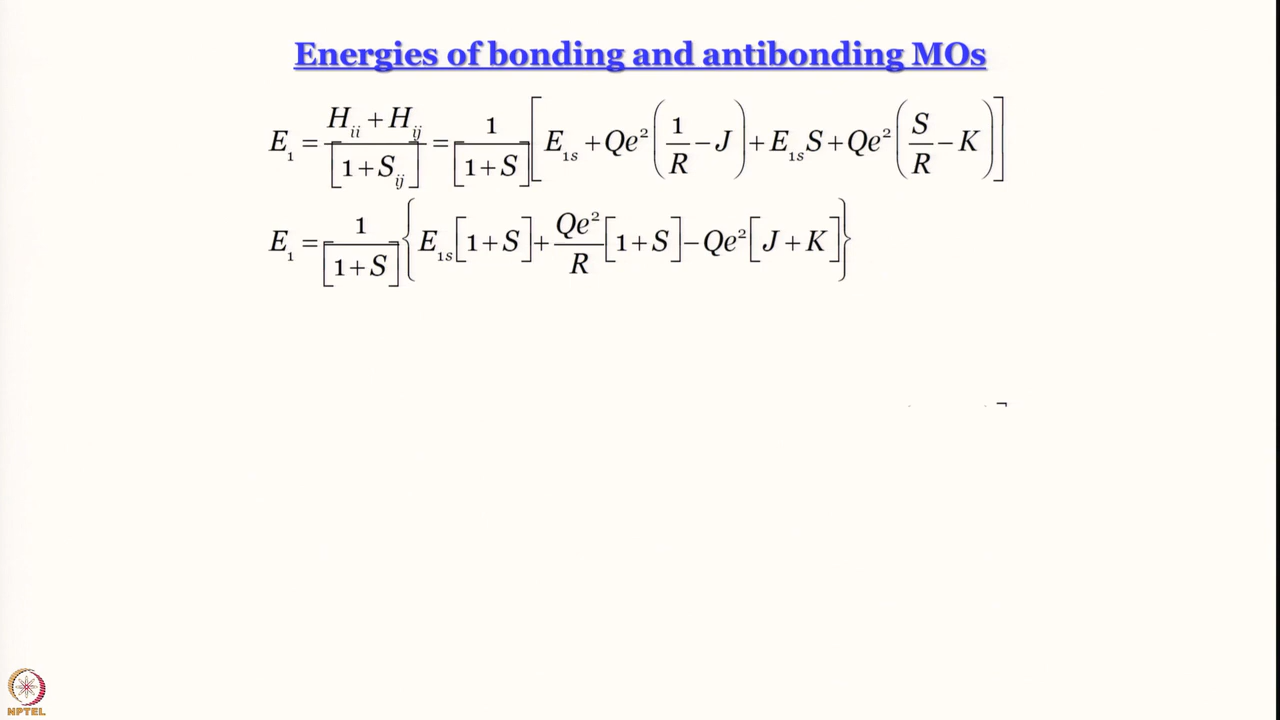 Energies of bonding and antibonding MOs
E₁ = (H_ii + H_ij) / [1+S_ij] = 1/[1+S] [E_1s + Qe² (1/R − J) + E_1s S + Qe² (S/R − K)]
E₁ = 1/[1+S] {E_1s [1+S] + Qe²/R [1+S] − Qe² [J + K]}
NPTEL